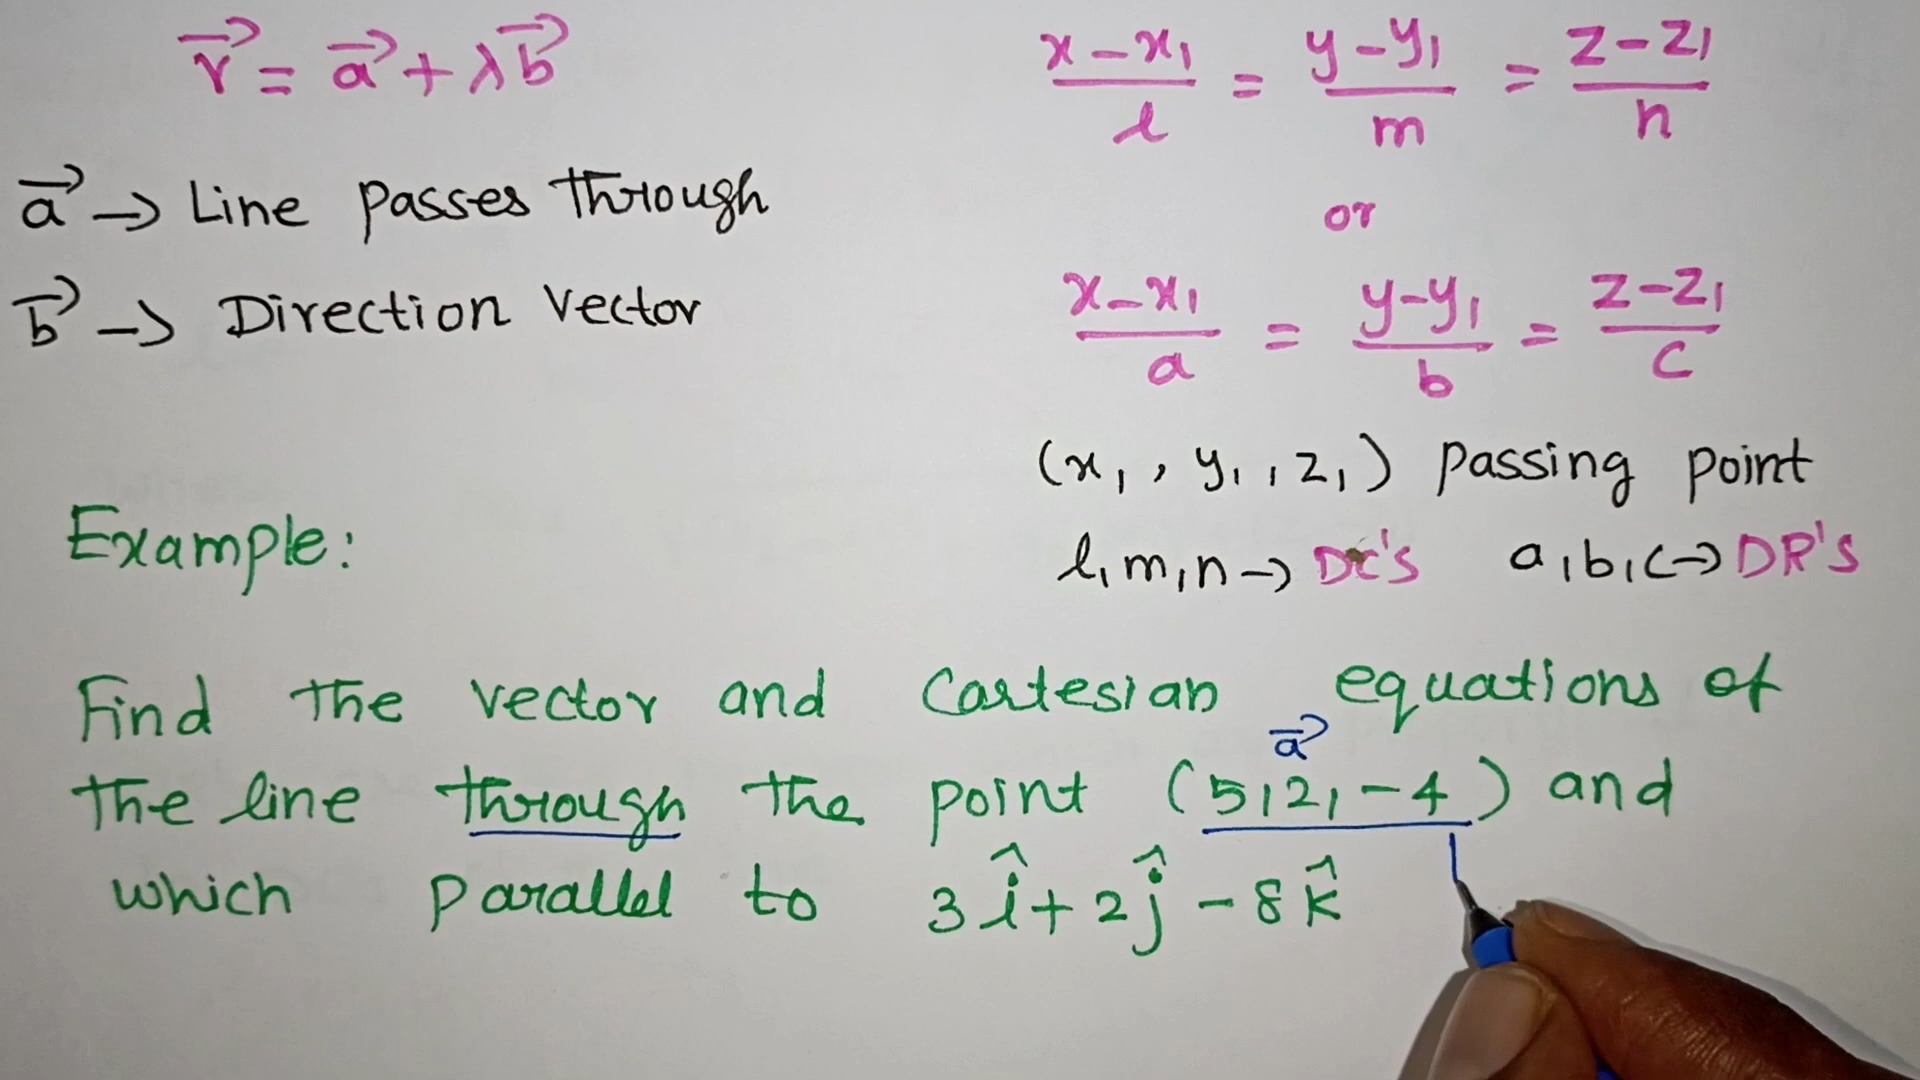 r⃗ = a⃗ + λb⃗
a⃗ → Line passes through
b⃗ → Direction vector
x-x₁/l = y-y₁/m = z-z₁/n
or
x-x₁/a = y-y₁/b = z-z₁/c
(x₁, y₁, z₁) passing point
l, m, n → DC's a, b, c → DR's
Example:
Find the vector and Cartesian equations of
a⃗
the line through the point (5, 2, -4) and
which parallel to 3î + 2ĵ - 8k̂